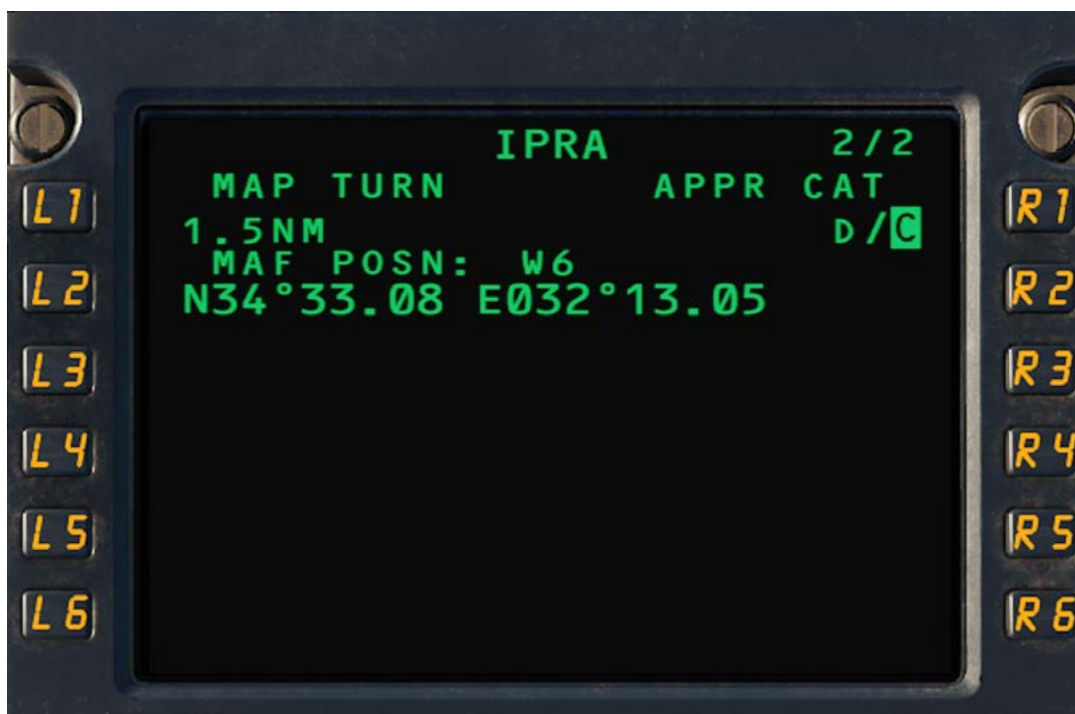 IPRA 2/2
MAP TURN APPR CAT
L1 1.5NM D/C R1
MAF POSN: W6
L2 N34°33.08 E032°13.05 R2
L3 R3
L4 R4
L5 R5
L6 R6